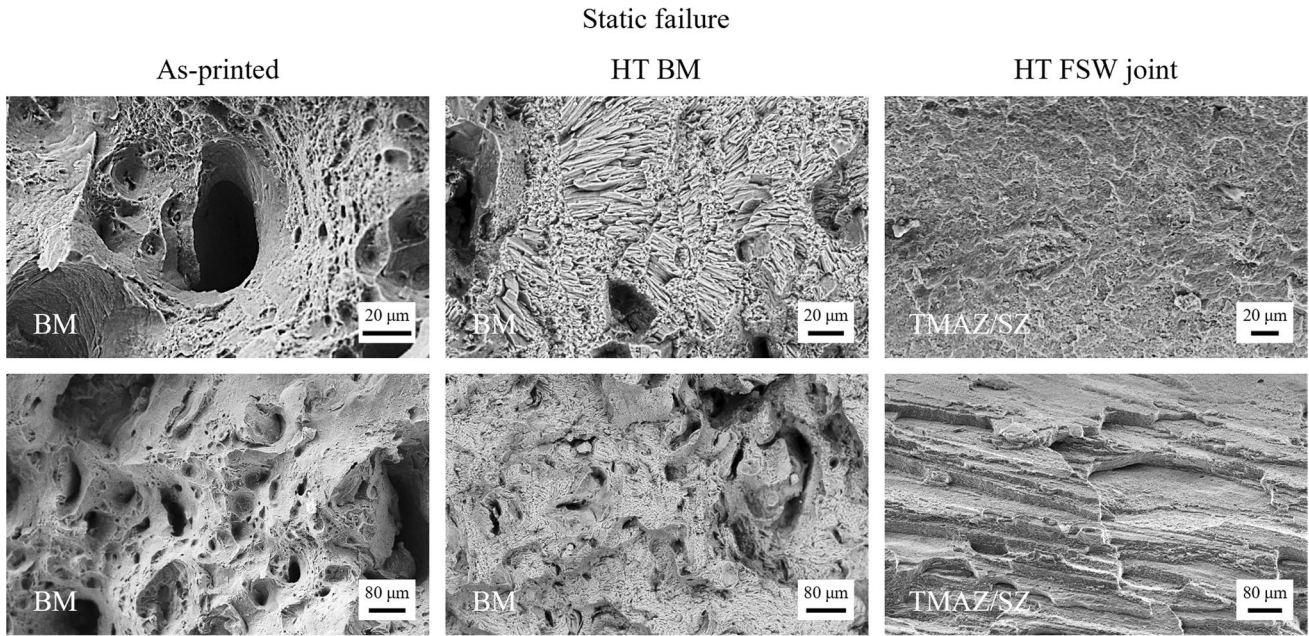 Static failure
As-printed
HT BM
HT FSW joint
BM
20 μm
BM
20 μm
TMAZ/SZ
20 μm
BM
80 μm
BM
80 μm
TMAZ/SZ
80 μm